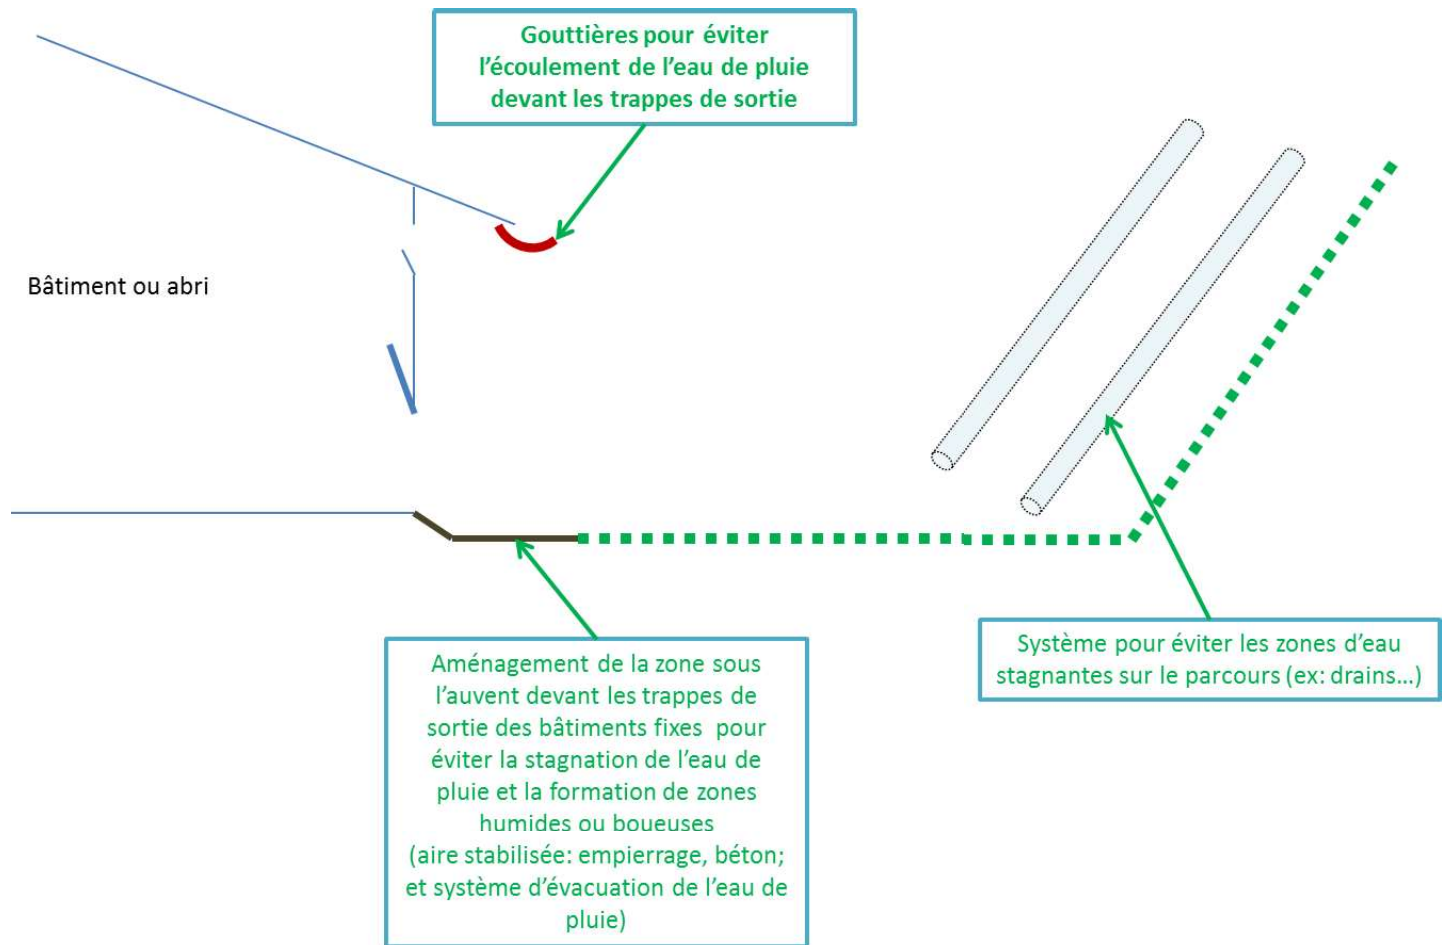 Gouttières pour éviter
l'écoulement de l'eau de pluie
devant les trappes de sortie
Bâtiment ou abri
Système pour éviter les zones d'eau
stagnantes sur le parcours (ex: drains…)
Aménagement de la zone sous
l'auvent devant les trappes de
sortie des bâtiments fixes pour
éviter la stagnation de l'eau de
pluie et la formation de zones
humides ou boueuses
(aire stabilisée: empierrage, béton;
et système d'évacuation de l'eau de
pluie)